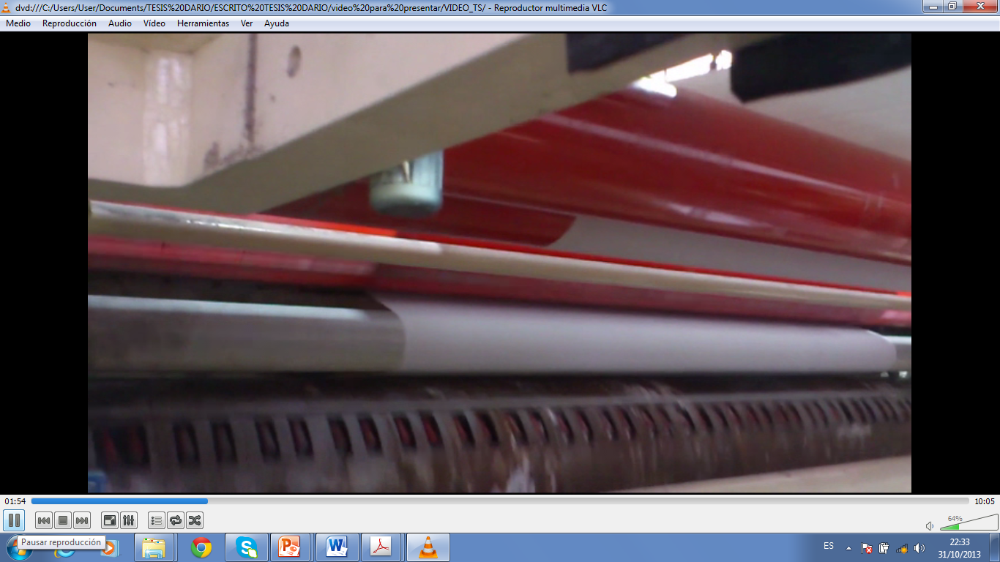 dvd:///C:/Users/User/Documents/TESIS%20DARIO/ESCRITO%20TESIS%20DARIO/video%20para%20presentar/VIDEO_TS/ - Reproductor multimedia VLC
Medio Reproducción Audio Vídeo Herramientas Ver Ayuda
01:54 10:05
64%
Pausar reproducción
ES
22:33
31/10/2013